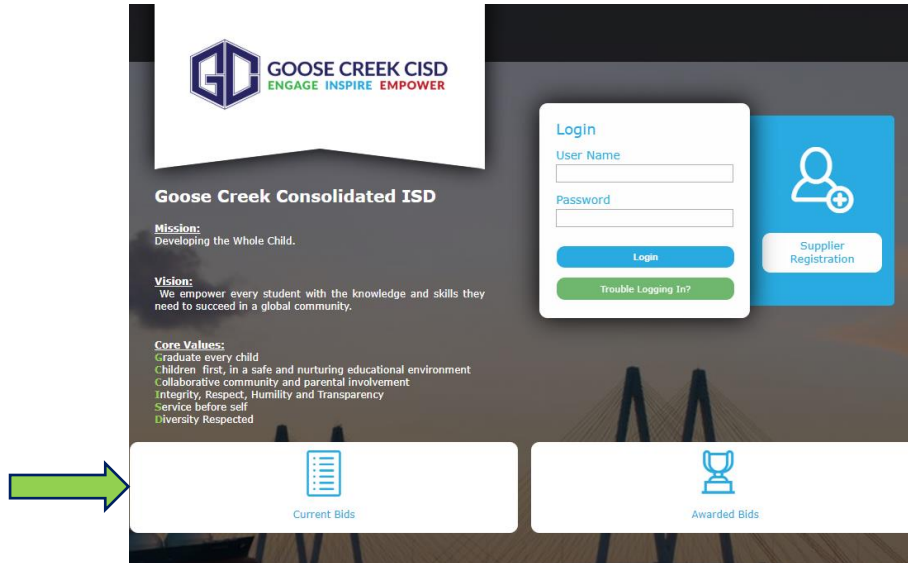 GOOSE CREEK CISD
ENGAGE INSPIRE EMPOWER
Goose Creek Consolidated ISD
Mission:
Developing the Whole Child.
Vision:
We empower every student with the knowledge and skills they
need to succeed in a global community.
Core Values:
Graduate every child
Children first, in a safe and nurturing educational environment
Collaborative community and parental involvement
Integrity, Respect, Humility and Transparency
Service before self
Diversity Respected
Login
User Name
Password
Login
Trouble Logging In?
Supplier
Registration
Current Bids
Awarded Bids